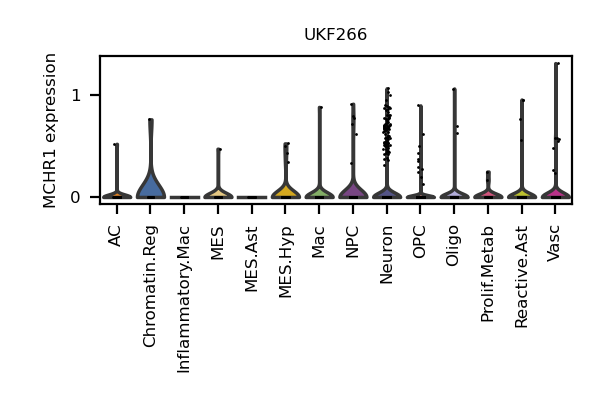 UKF266
MCHR1 expression
1
0
AC
Chromatin.Reg
Inflammatory.Mac
MES
MES.Ast
MES.Hyp
Mac
NPC
Neuron
OPC
Oligo
Prolif.Metab
Reactive.Ast
Vasc